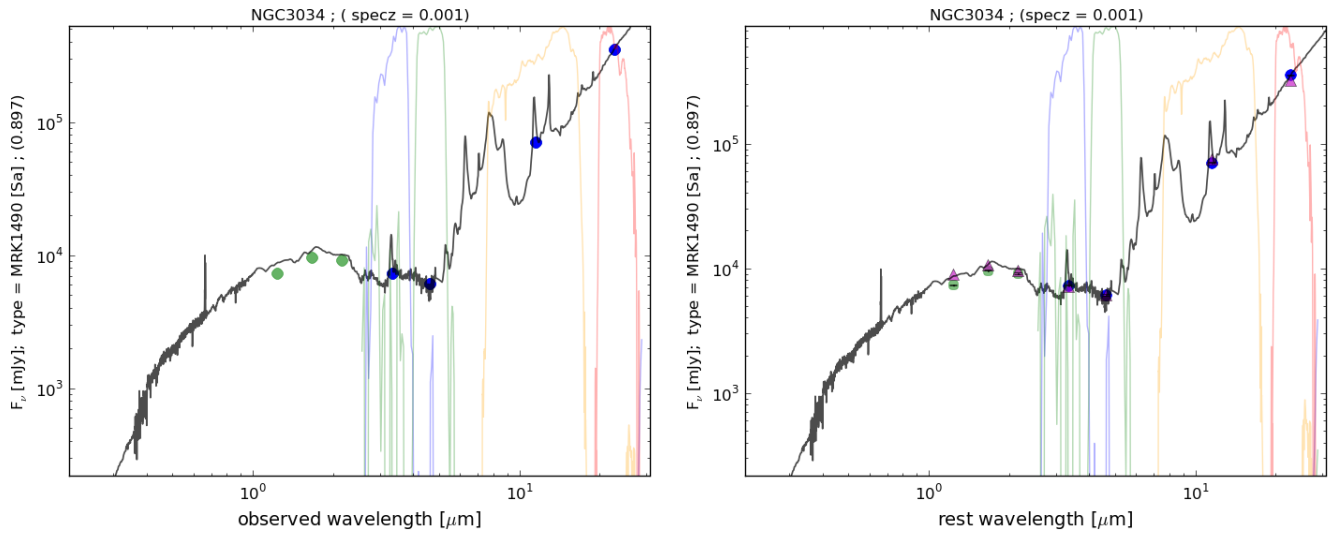 NGC3034 ; ( specz = 0.001)
F_ν [mJy]; type = MRK1490 [Sa] ; (0.897)
10^5
10^4
10^3
10^0
10^1
observed wavelength [μm]
NGC3034 ; (specz = 0.001)
F_ν [mJy]; type = MRK1490 [Sa] ; (0.897)
10^5
10^4
10^3
10^0
10^1
rest wavelength [μm]